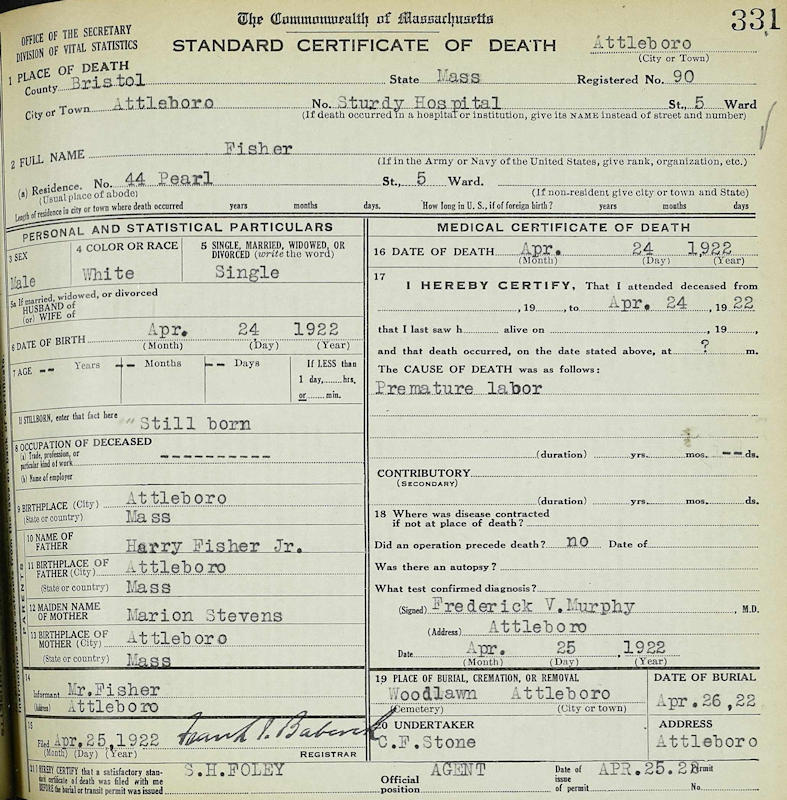 The Commonwealth of Massachusetts
331
OFFICE OF THE SECRETARY
DIVISION OF VITAL STATISTICS
STANDARD CERTIFICATE OF DEATH
Attleboro
(City or Town)
1 PLACE OF DEATH
County Bristol State Mass Registered No. 90
City or Town Attleboro No. Sturdy Hospital St., 5 Ward
(If death occurred in a hospital or institution, give its NAME instead of street and number)
2 FULL NAME Fisher
(If in the Army or Navy of the United States, give rank, organization, etc.)
(a) Residence. No. 44 Pearl St., 5 Ward.
(Usual place of abode) (If non-resident give city or town and State)
Length of residence in city or town where death occurred years months days. How long in U. S., if of foreign birth? years months days
PERSONAL AND STATISTICAL PARTICULARS
3 SEX
Male
4 COLOR OR RACE
White
5 SINGLE, MARRIED, WIDOWED, OR
DIVORCED (write the word)
Single
5a If married, widowed, or divorced
HUSBAND of
(or) WIFE of
6 DATE OF BIRTH Apr. 24 1922
(Month) (Day) (Year)
7 AGE -- Years -- Months -- Days
If LESS than
1 day,......hrs.
or......min.
If STILLBORN, enter that fact here
Still born
8 OCCUPATION OF DECEASED
(a) Trade, profession, or
particular kind of work ----------
(b) Name of employer
9 BIRTHPLACE (City) Attleboro
(State or country) Mass
PARENTS
10 NAME OF
FATHER Harry Fisher Jr.
11 BIRTHPLACE OF
FATHER (City) Attleboro
(State or country) Mass
12 MAIDEN NAME
OF MOTHER Marion Stevens
13 BIRTHPLACE OF
MOTHER (City) Attleboro
(State or country) Mass
14
Informant Mr.Fisher
(Address) Attleboro
15
Filed Apr.25,1922 Frank I. Babcock
(Month) (Day) (Year) REGISTRAR
MEDICAL CERTIFICATE OF DEATH
16 DATE OF DEATH Apr. 24 1922
(Month) (Day) (Year)
17
I HEREBY CERTIFY, That I attended deceased from
, 19 , to Apr. 24 , 19 22
that I last saw h alive on , 19 ,
and that death occurred, on the date stated above, at ? m.
The CAUSE OF DEATH was as follows:
Premature labor
(duration) yrs. mos. -- ds.
CONTRIBUTORY
(SECONDARY)
(duration) yrs. mos. ds.
18 Where was disease contracted
if not at place of death?
Did an operation precede death? no Date of
Was there an autopsy?
What test confirmed diagnosis?
(Signed) Frederick V.Murphy , M.D.
(Address) Attleboro
Date Apr. 25 ,1922
(Month) (Day) (Year)
19 PLACE OF BURIAL, CREMATION, OR REMOVAL
Woodlawn Attleboro
(Cemetery) (City or town)
DATE OF BURIAL
Apr.26,22
20 UNDERTAKER
C.F.Stone
ADDRESS
Attleboro
21 I HEREBY CERTIFY that a satisfactory stan-
dard certificate of death was filed with me
BEFORE the burial or transit permit was issued
S.H.FOLEY
Official
position
AGENT
Date of
issue
of permit
APR.25.22
Permit
No.